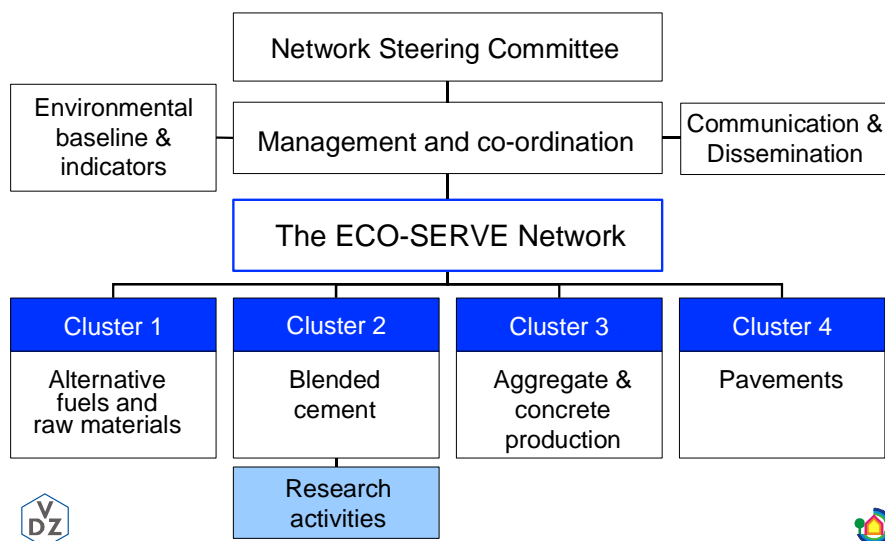 Network Steering Committee
Environmental
baseline &
indicators
Management and co-ordination
Communication &
Dissemination
The ECO-SERVE Network
Cluster 1
Cluster 2
Cluster 3
Cluster 4
Alternative
fuels and
raw materials
Blended
cement
Aggregate &
concrete
production
Pavements
Research
activities
V
DZ